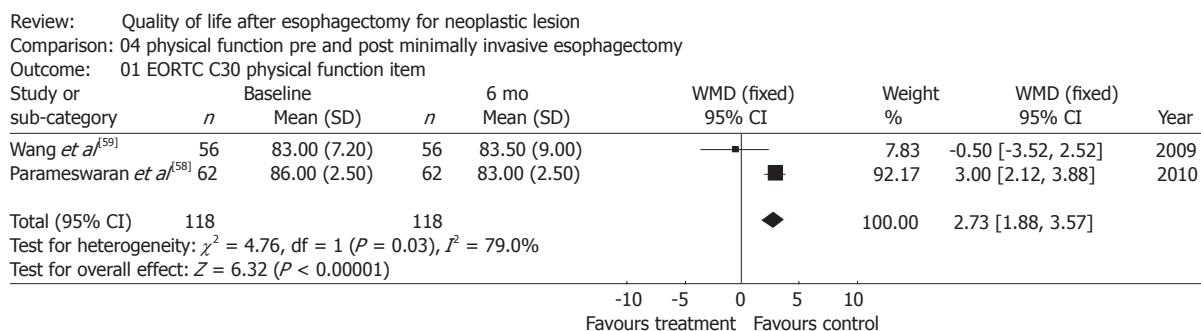 Review: Quality of life after esophagectomy for neoplastic lesion
Comparison: 04 physical function pre and post minimally invasive esophagectomy
Outcome: 01 EORTC C30 physical function item
Study or Baseline 6 mo WMD (fixed) Weight WMD (fixed)
sub-category n Mean (SD) n Mean (SD) 95% CI % 95% CI Year
Wang et al[59] 56 83.00 (7.20) 56 83.50 (9.00) 7.83 -0.50 [-3.52, 2.52] 2009
Parameswaran et al[58] 62 86.00 (2.50) 62 83.00 (2.50) 92.17 3.00 [2.12, 3.88] 2010
Total (95% CI) 118 118 100.00 2.73 [1.88, 3.57]
Test for heterogeneity: χ2 = 4.76, df = 1 (P = 0.03), I2 = 79.0%
Test for overall effect: Z = 6.32 (P < 0.00001)
-10 -5 0 5 10
Favours treatment Favours control